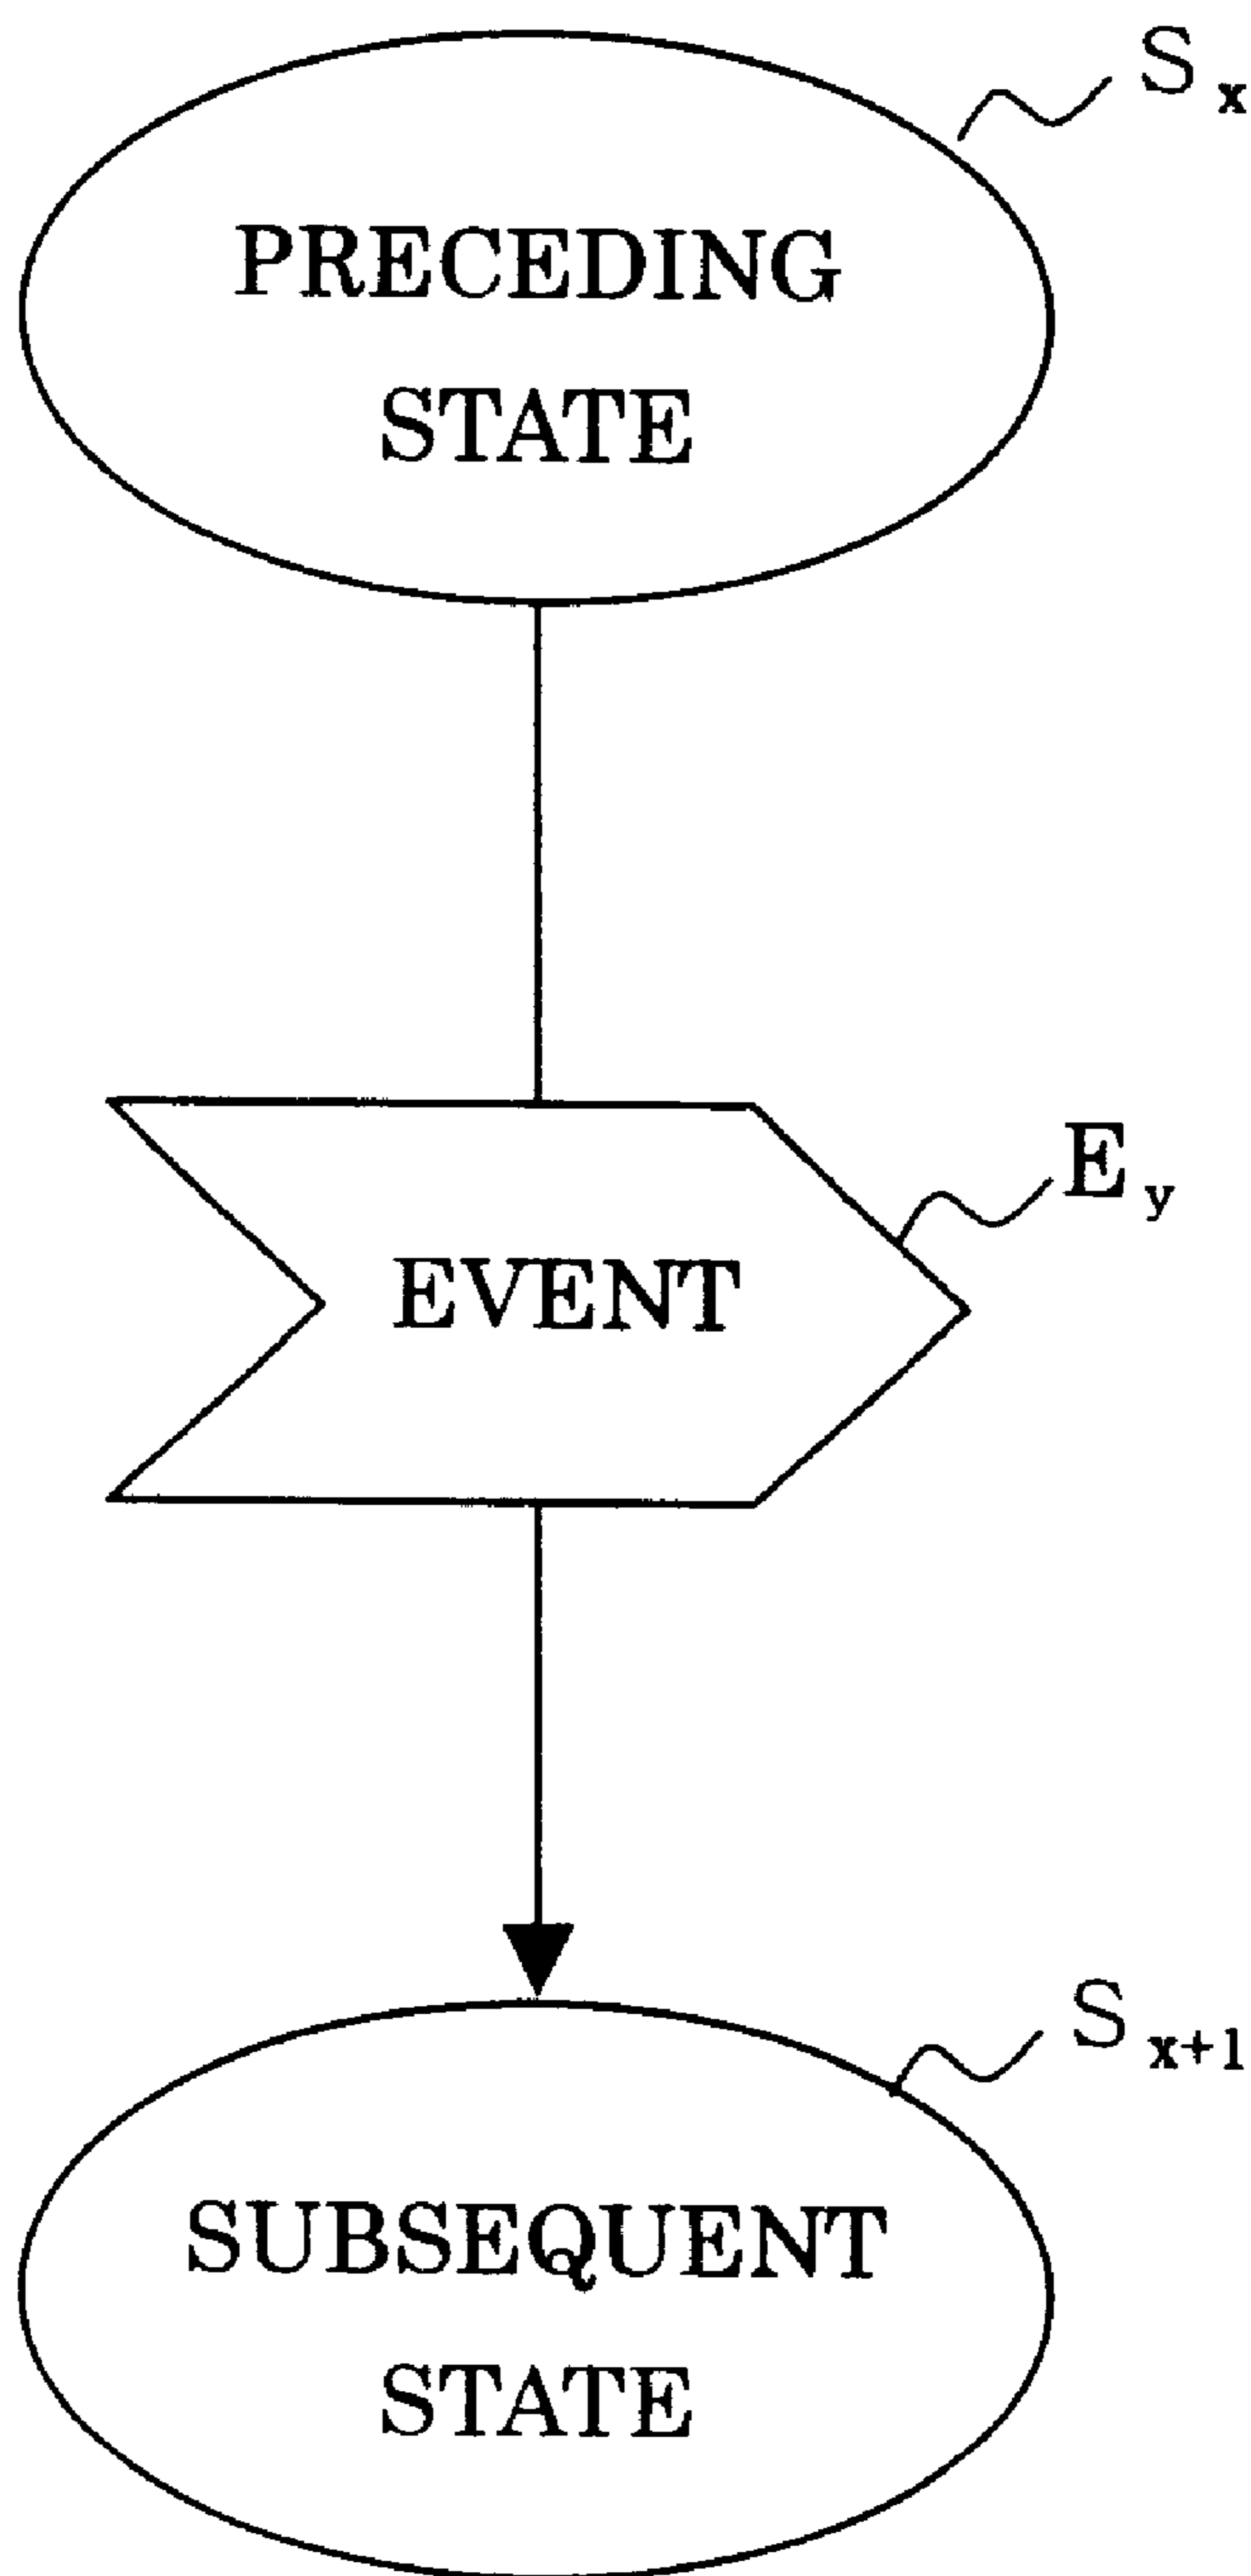 S x
PRECEDING
STATE
E y
EVENT
S x+1
SUBSEQUENT
STATE